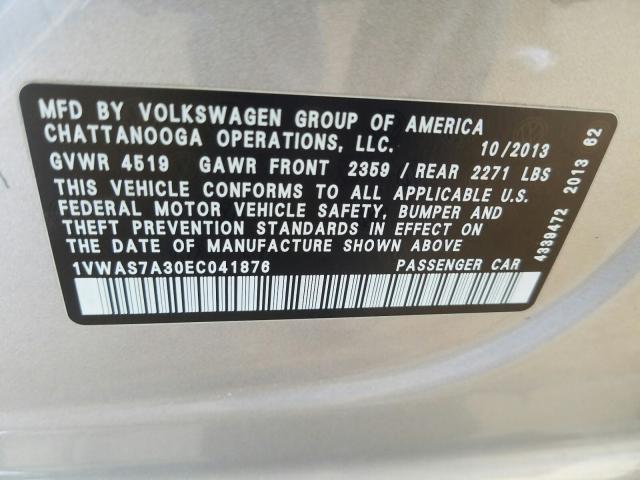 MFD BY VOLKSWAGEN GROUP OF AMERICA
CHATTANOOGA OPERATIONS, LLC. 10/2013
GVWR 4519 GAWR FRONT 2359 / REAR 2271 LBS
THIS VEHICLE CONFORMS TO ALL APPLICABLE U.S.
FEDERAL MOTOR VEHICLE SAFETY, BUMPER AND
THEFT PREVENTION STANDARDS IN EFFECT ON
THE DATE OF MANUFACTURE SHOWN ABOVE
1VWAS7A30EC041876 PASSENGER CAR
4339472 2013 62